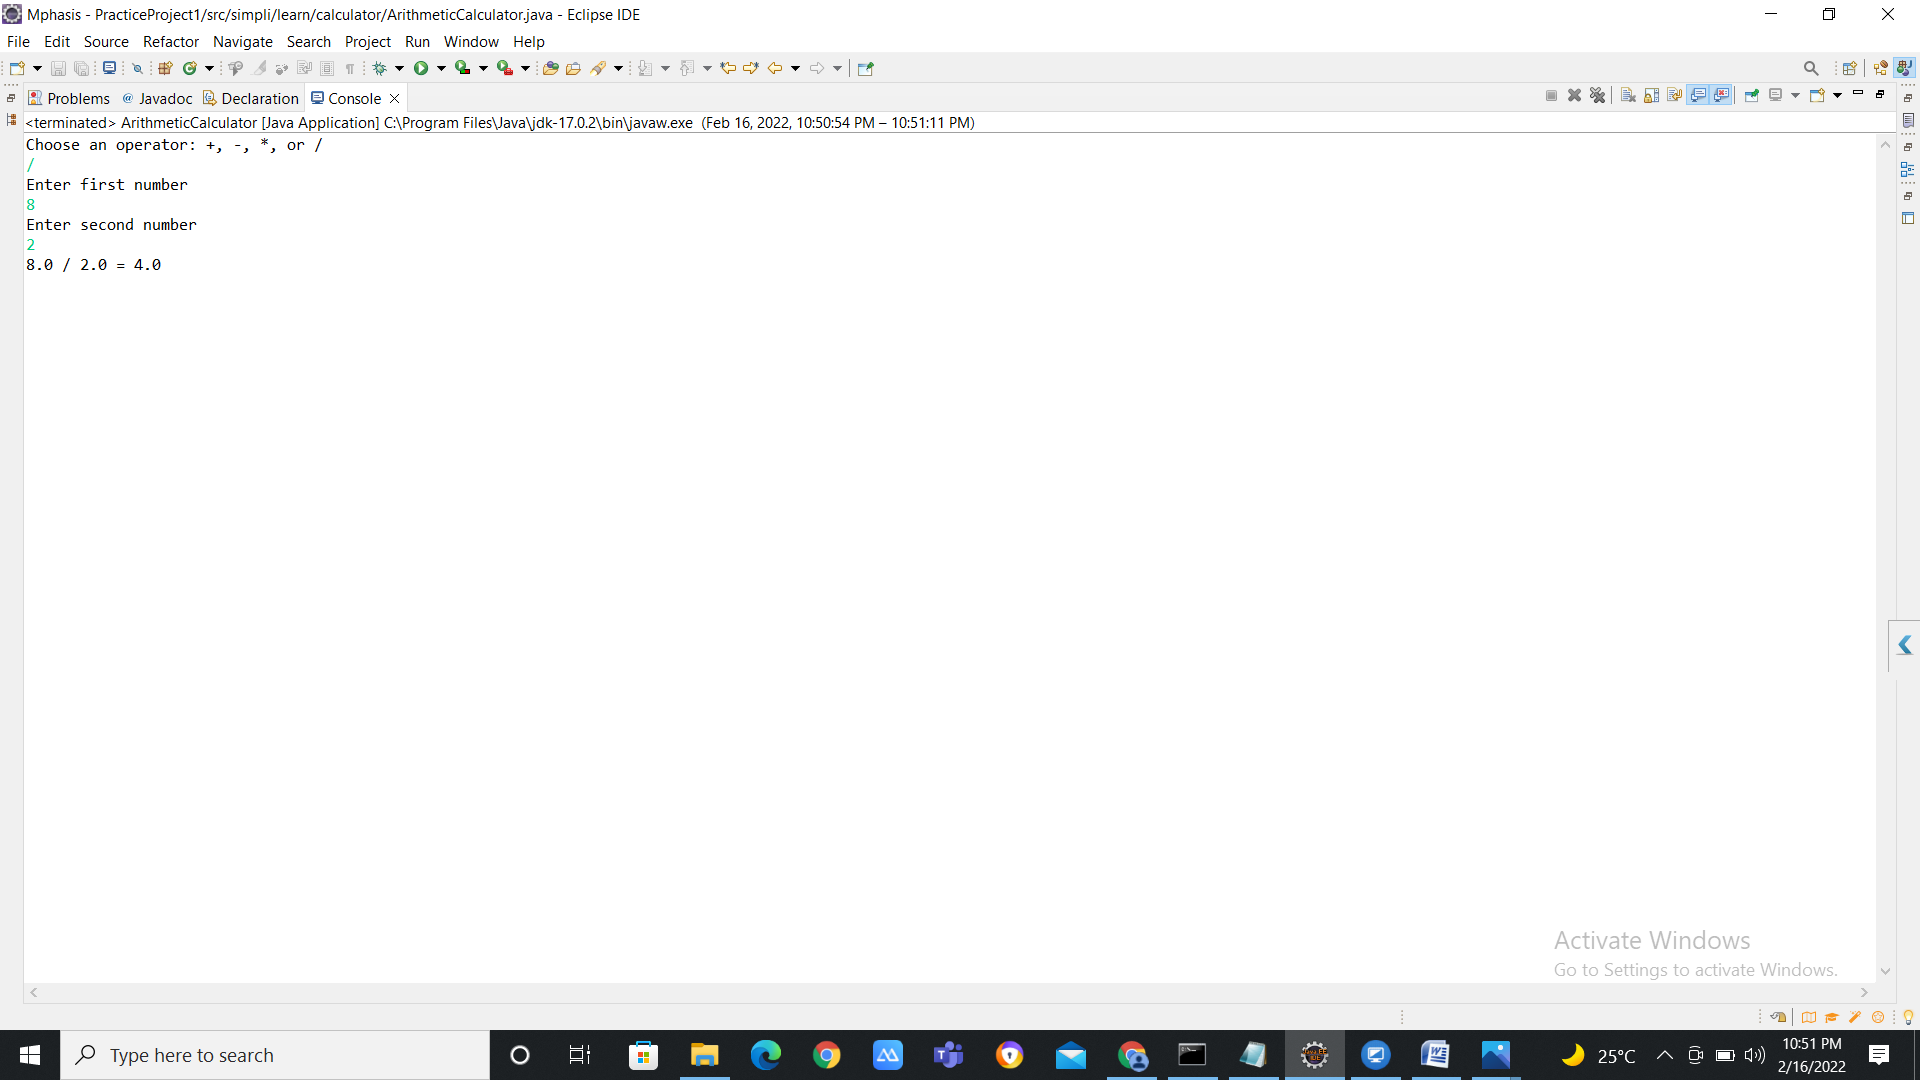 Mphasis - PracticeProject1/src/simpli/learn/calculator/ArithmeticCalculator.java - Eclipse IDE
File Edit Source Refactor Navigate Search Project Run Window Help
Problems @ Javadoc Declaration Console
<terminated> ArithmeticCalculator [Java Application] C:\Program Files\Java\jdk-17.0.2\bin\javaw.exe (Feb 16, 2022, 10:50:54 PM – 10:51:11 PM)
Choose an operator: +, -, *, or /
/
Enter first number
8
Enter second number
2
8.0 / 2.0 = 4.0
Activate Windows
Go to Settings to activate Windows.
Type here to search
25°C
10:51 PM
2/16/2022